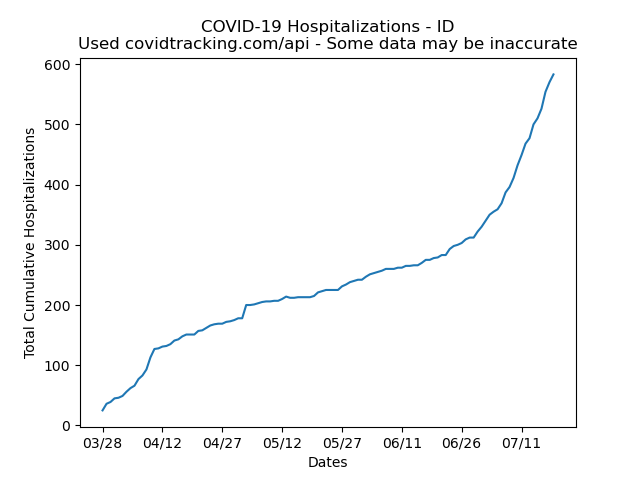 COVID-19 Hospitalizations - ID
Used covidtracking.com/api - Some data may be inaccurate
Total Cumulative Hospitalizations
600
500
400
300
200
100
0
03/28 04/12 04/27 05/12 05/27 06/11 06/26 07/11
Dates